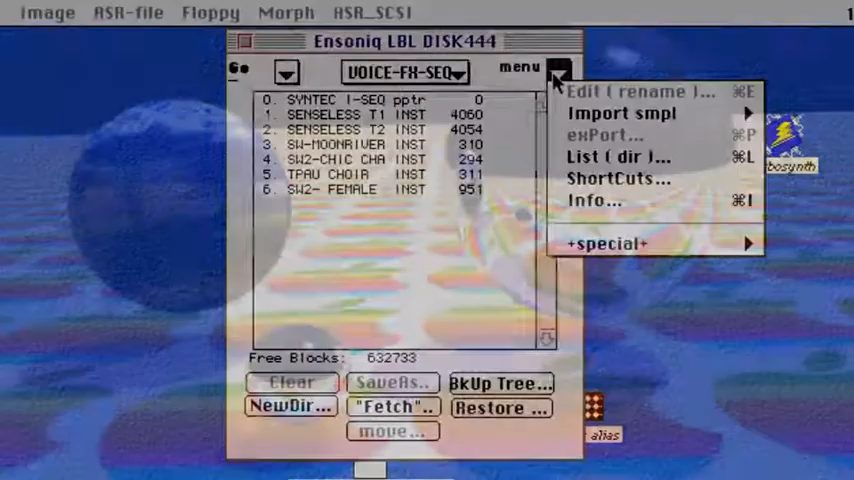 Image ASR-file Floppy Morph ASR_SCSI 1
Ensoniq LBL DISK444
Go VOICE-FX-SEQ menu
0. SYNTEC I-SEQ pptr 0
1. SENSELESS T1 INST 4060
2. SENSELESS T2 INST 4054
3. SW-MOONRIVER INST 310
4. SW2-CHIC CHA INST 294
5. TPAU CHOIR INST 311
6. SW2- FEMALE INST 951
Edit ( rename )... ⌘E
Import smpl
exPort... ⌘P
List ( dir )... ⌘L
ShortCuts...
Info... ⌘I
+special+
bosynth
Free Blocks: 632733
Clear SaveAs.. BkUp Tree...
NewDir... "Fetch".. Restore ...
move...
alias